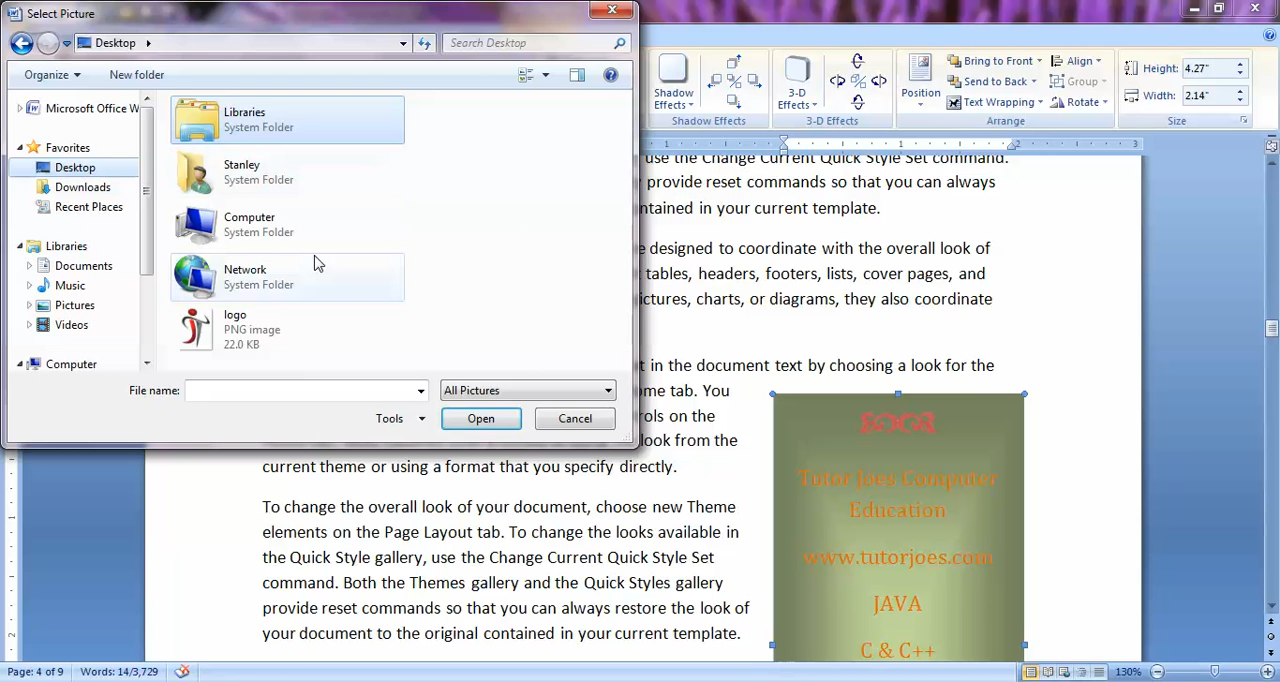 Select Picture
Desktop
Search Desktop
Organize
New folder
Microsoft Office W
Favorites
Desktop
Downloads
Recent Places
Libraries
Documents
Music
Pictures
Videos
Computer
Libraries
System Folder
Stanley
System Folder
Computer
System Folder
Network
System Folder
logo
PNG image
22.0 KB
File name:
All Pictures
Tools
Open
Cancel
Shadow
Effects
Shadow Effects
3-D
Effects
3-D Effects
Position
Bring to Front
Send to Back
Text Wrapping
Align
Group
Rotate
Arrange
Height:
4.27"
Width:
2.14"
Size
1
1
2
3
use the Change Current Quick Style Set command.
provide reset commands so that you can always
ntained in your current template.
e designed to coordinate with the overall look of
tables, headers, footers, lists, cover pages, and
ictures, charts, or diagrams, they also coordinate
t in the document text by choosing a look for the
ome tab. You
rols on the
look from the
current theme or using a format that you specify directly.
To change the overall look of your document, choose new Theme
elements on the Page Layout tab. To change the looks available in
the Quick Style gallery, use the Change Current Quick Style Set
command. Both the Themes gallery and the Quick Styles gallery
provide reset commands so that you can always restore the look of
your document to the original contained in your current template.
Tutor Joes Computer
Education
www.tutorjoes.com
JAVA
C & C++
1
2
Page: 4 of 9
Words: 14/3,729
130%